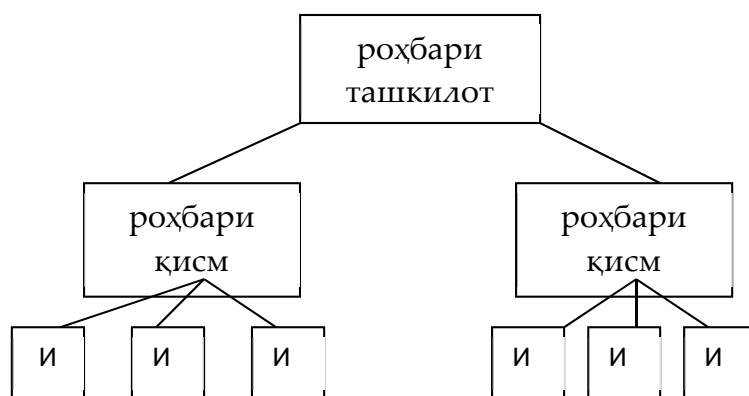 роҳбари
ташкилот
роҳбари
қисм
роҳбари
қисм
И И И И И И